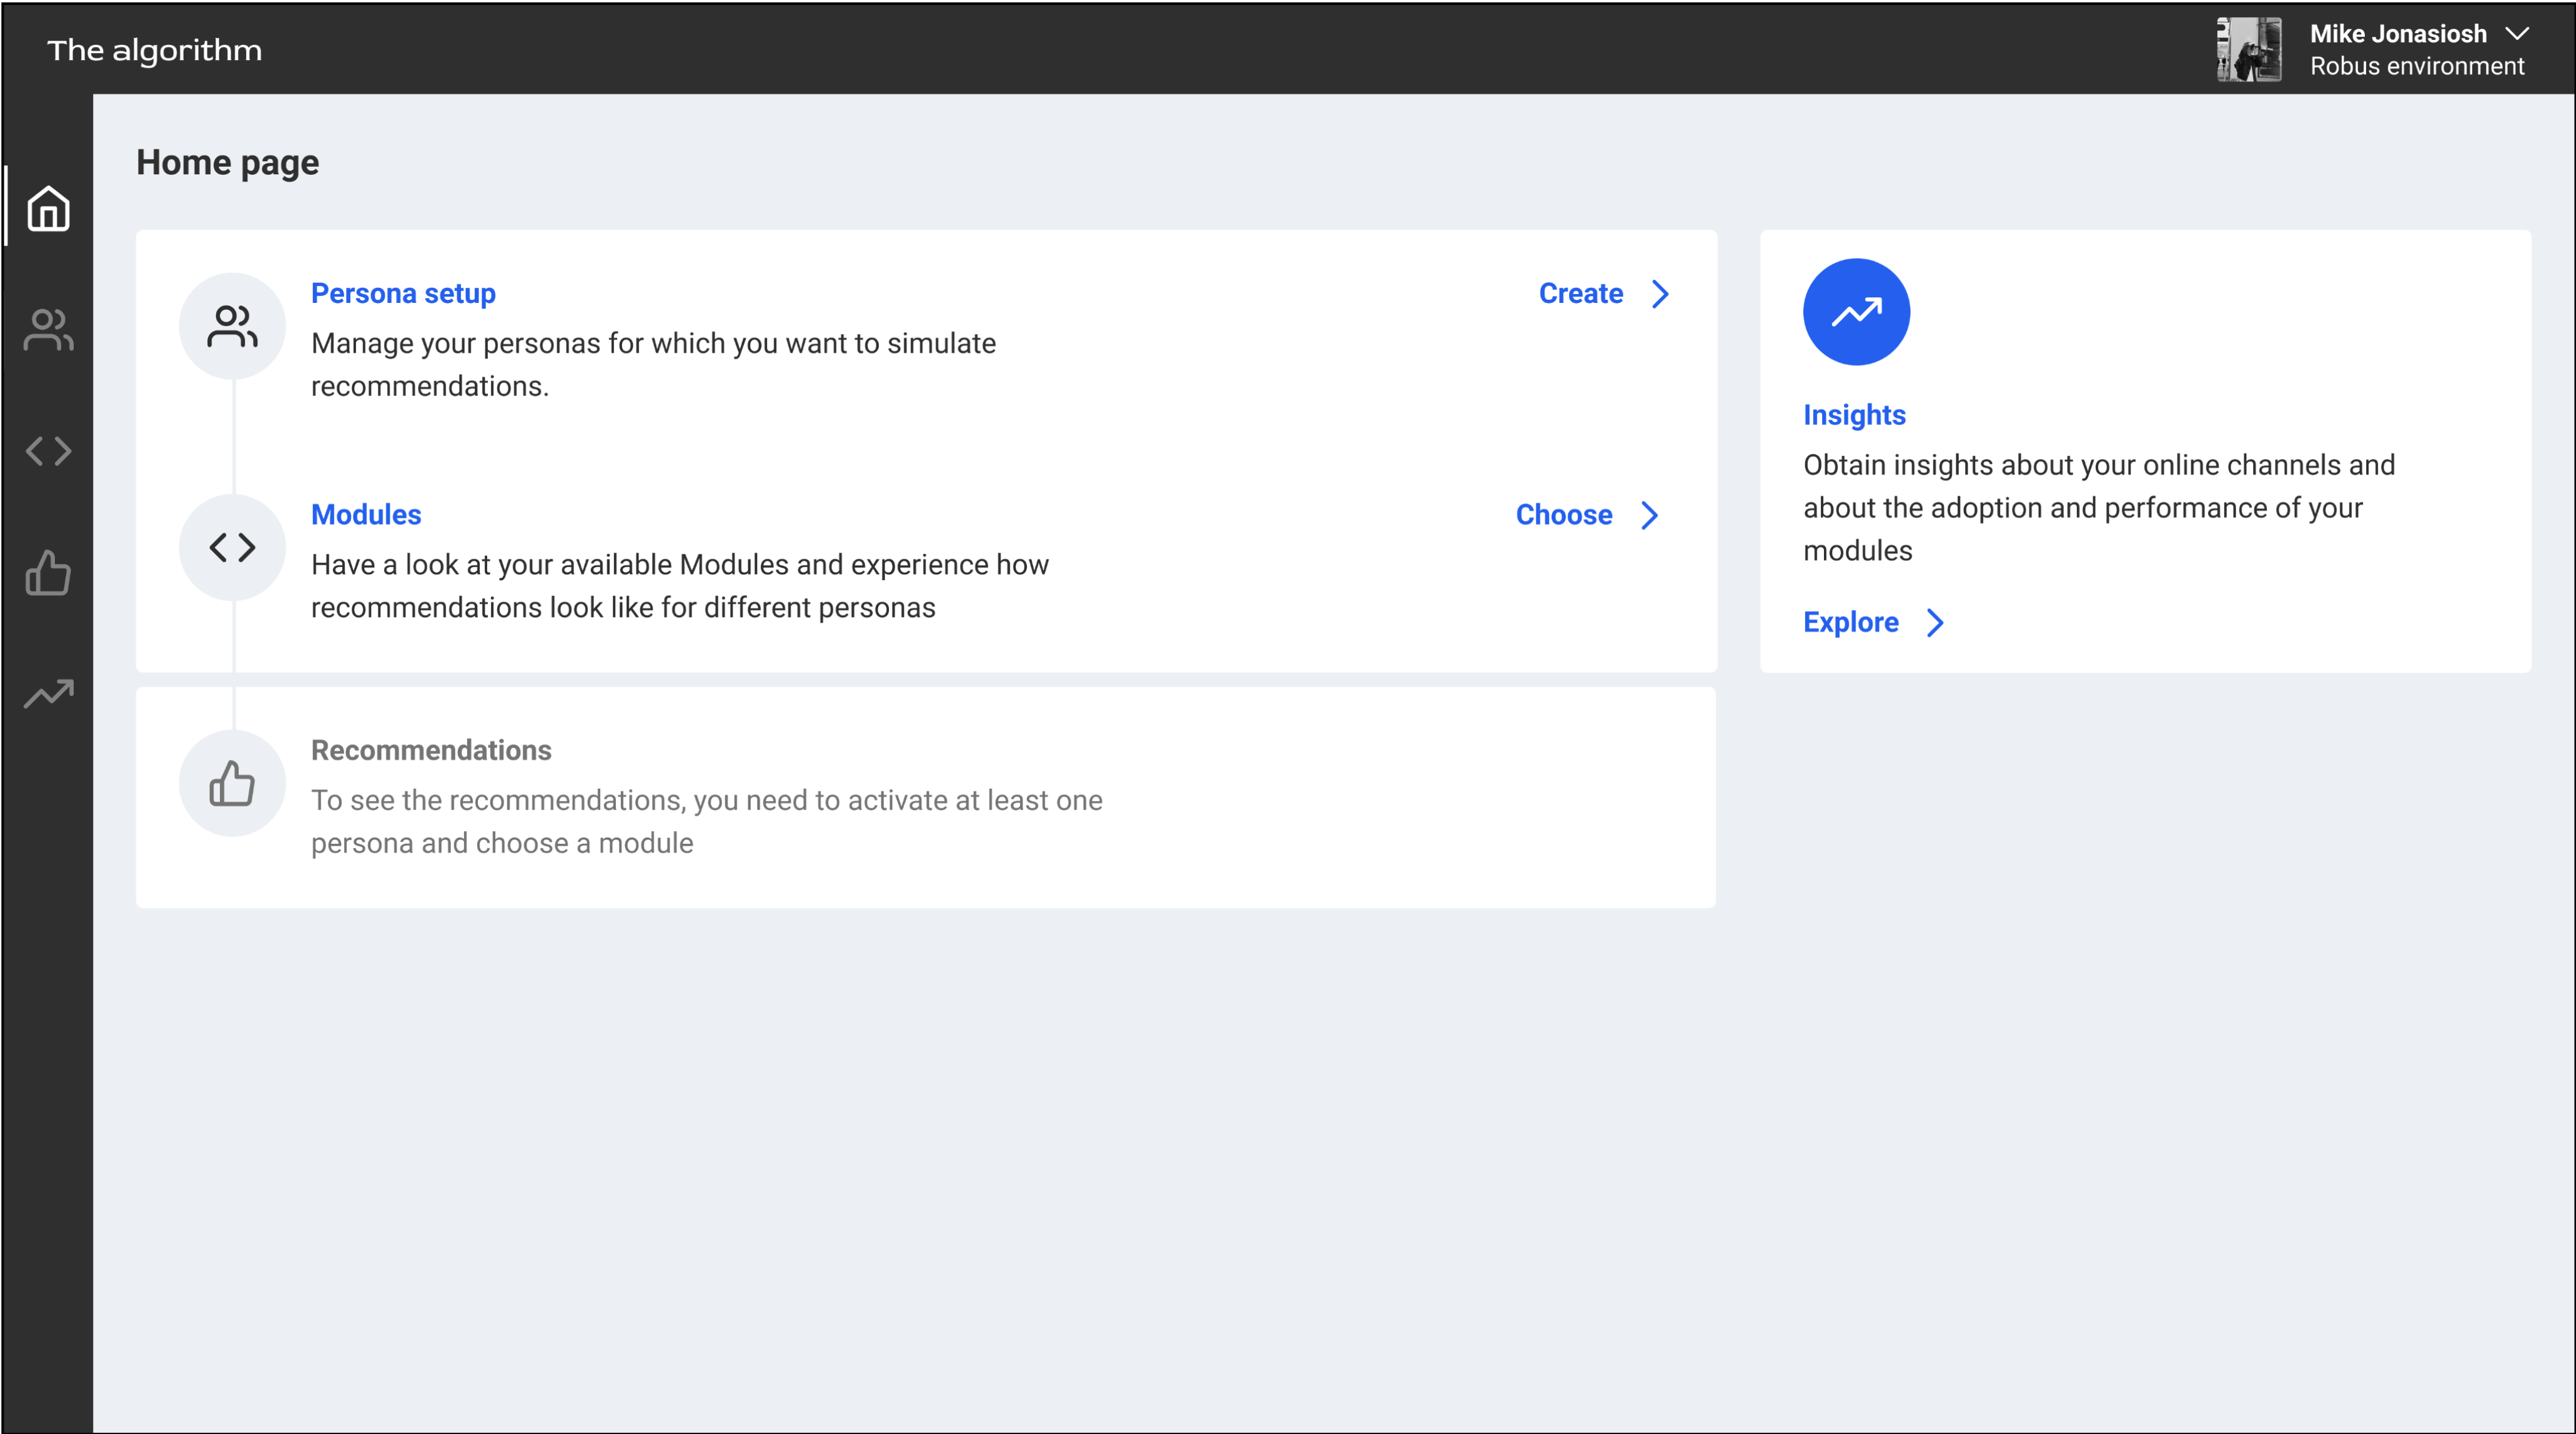 The algorithm
Mike Jonasiosh
Robus environment
Home page
Persona setup
Create
Manage your personas for which you want to simulate
recommendations.
Modules
Choose
Have a look at your available Modules and experience how
recommendations look like for different personas
Recommendations
To see the recommendations, you need to activate at least one
persona and choose a module
Insights
Obtain insights about your online channels and
about the adoption and performance of your
modules
Explore